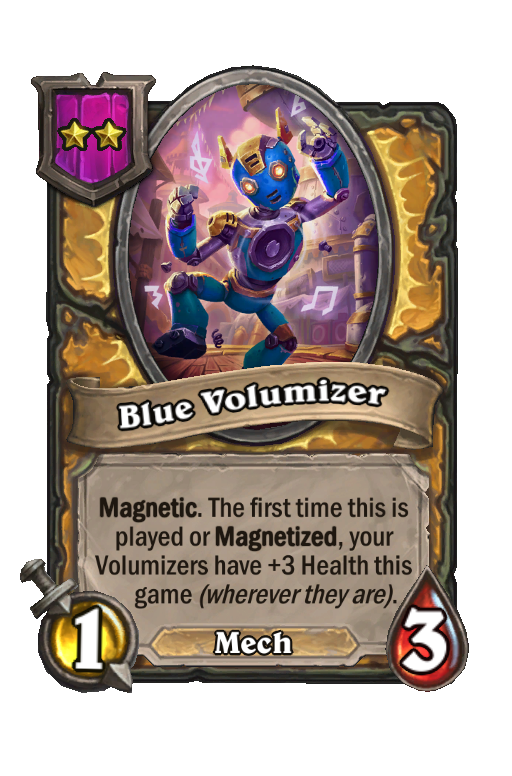 Blue Volumizer
Magnetic. The first time this is
played or Magnetized, your
Volumizers have +3 Health this
game (wherever they are).
1
Mech
3